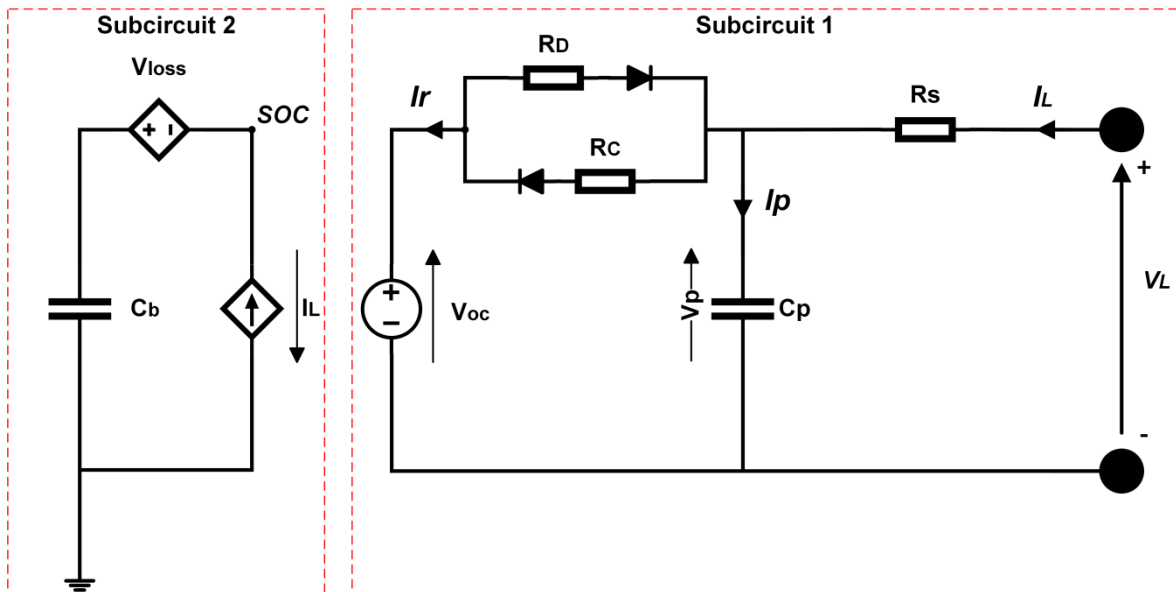 Subcircuit 2
Vloss
SOC
+ -
Cb
IL
Subcircuit 1
RD
Ir
RC
Rs
IL
+
Ip
+
-
Voc
Vp
Cp
VL
-